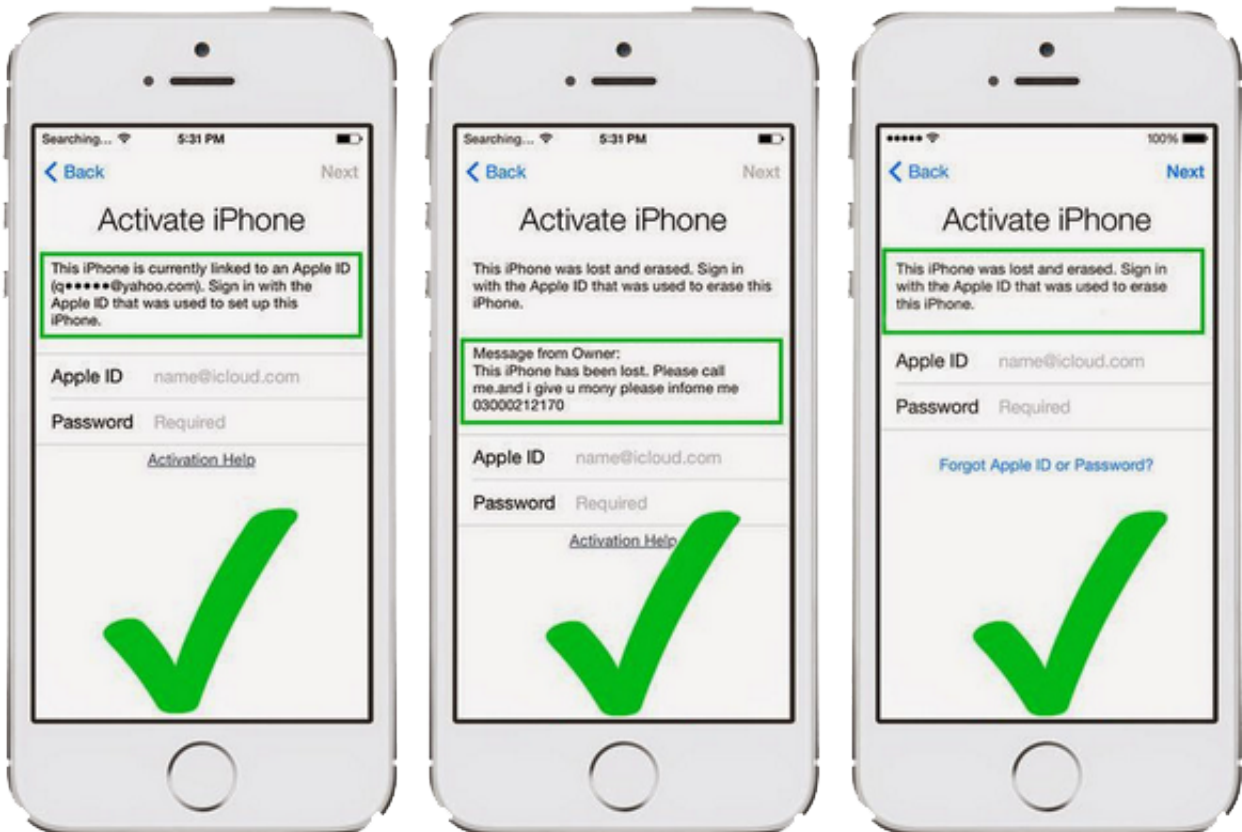 Searching... 5:31 PM
Back Next
Activate iPhone
This iPhone is currently linked to an Apple ID
(q•••••@yahoo.com). Sign in with the
Apple ID that was used to set up this
iPhone.
Apple ID name@icloud.com
Password Required
Activation Help
Searching... 5:31 PM
Back Next
Activate iPhone
This iPhone was lost and erased. Sign in
with the Apple ID that was used to erase this
iPhone.
Message from Owner:
This iPhone has been lost. Please call
me.and i give u mony please infome me
03000212170
Apple ID name@icloud.com
Password Required
Activation Help
100%
Back Next
Activate iPhone
This iPhone was lost and erased. Sign in
with the Apple ID that was used to erase
this iPhone.
Apple ID name@icloud.com
Password Required
Forgot Apple ID or Password?